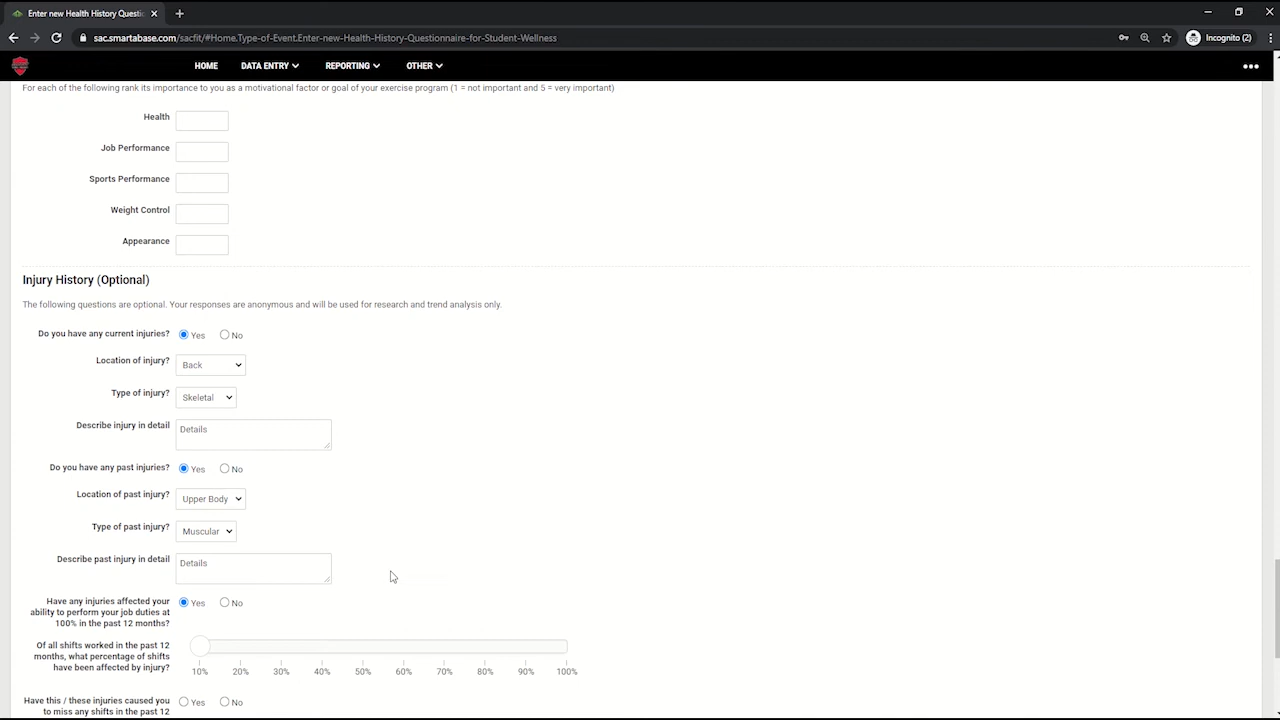 Enter new Health History Questi
sac.smartabase.com/sacfit/#Home.Type-of-Event.Enter-new-Health-History-Questionnaire-for-Student-Wellness
Incognito (2)
HOME DATA ENTRY REPORTING OTHER
For each of the following rank its importance to you as a motivational factor or goal of your exercise program (1 = not important and 5 = very important)
Health
Job Performance
Sports Performance
Weight Control
Appearance
Injury History (Optional)
The following questions are optional. Your responses are anonymous and will be used for research and trend analysis only.
Do you have any current injuries? Yes No
Location of injury? Back
Type of injury? Skeletal
Describe injury in detail Details
Do you have any past injuries? Yes No
Location of past injury? Upper Body
Type of past injury? Muscular
Describe past injury in detail Details
Have any injuries affected your
ability to perform your job duties at Yes No
100% in the past 12 months?
Of all shifts worked in the past 12
months, what percentage of shifts
have been affected by injury?
10% 20% 30% 40% 50% 60% 70% 80% 90% 100%
Have this / these injuries caused you Yes No
to miss any shifts in the past 12